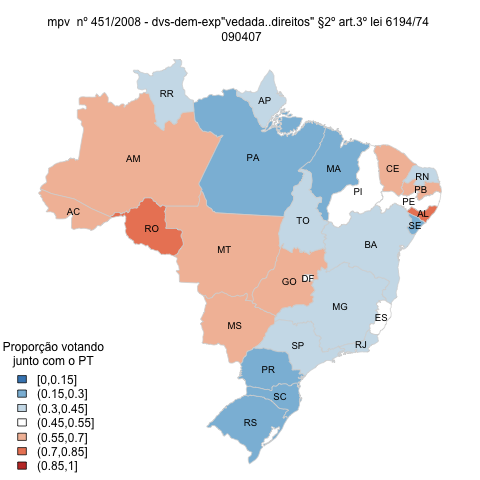 mpv nº 451/2008 - dvs-dem-exp"vedada..direitos" §2º art.3º lei 6194/74
090407
RR
AP
AM
PA
MA
CE
RN
PB
PI
PE
AL
SE
AC
RO
TO
BA
MT
GO
DF
MG
ES
MS
SP
RJ
PR
SC
RS
Proporção votando
junto com o PT
[0,0.15]
(0.15,0.3]
(0.3,0.45]
(0.45,0.55]
(0.55,0.7]
(0.7,0.85]
(0.85,1]